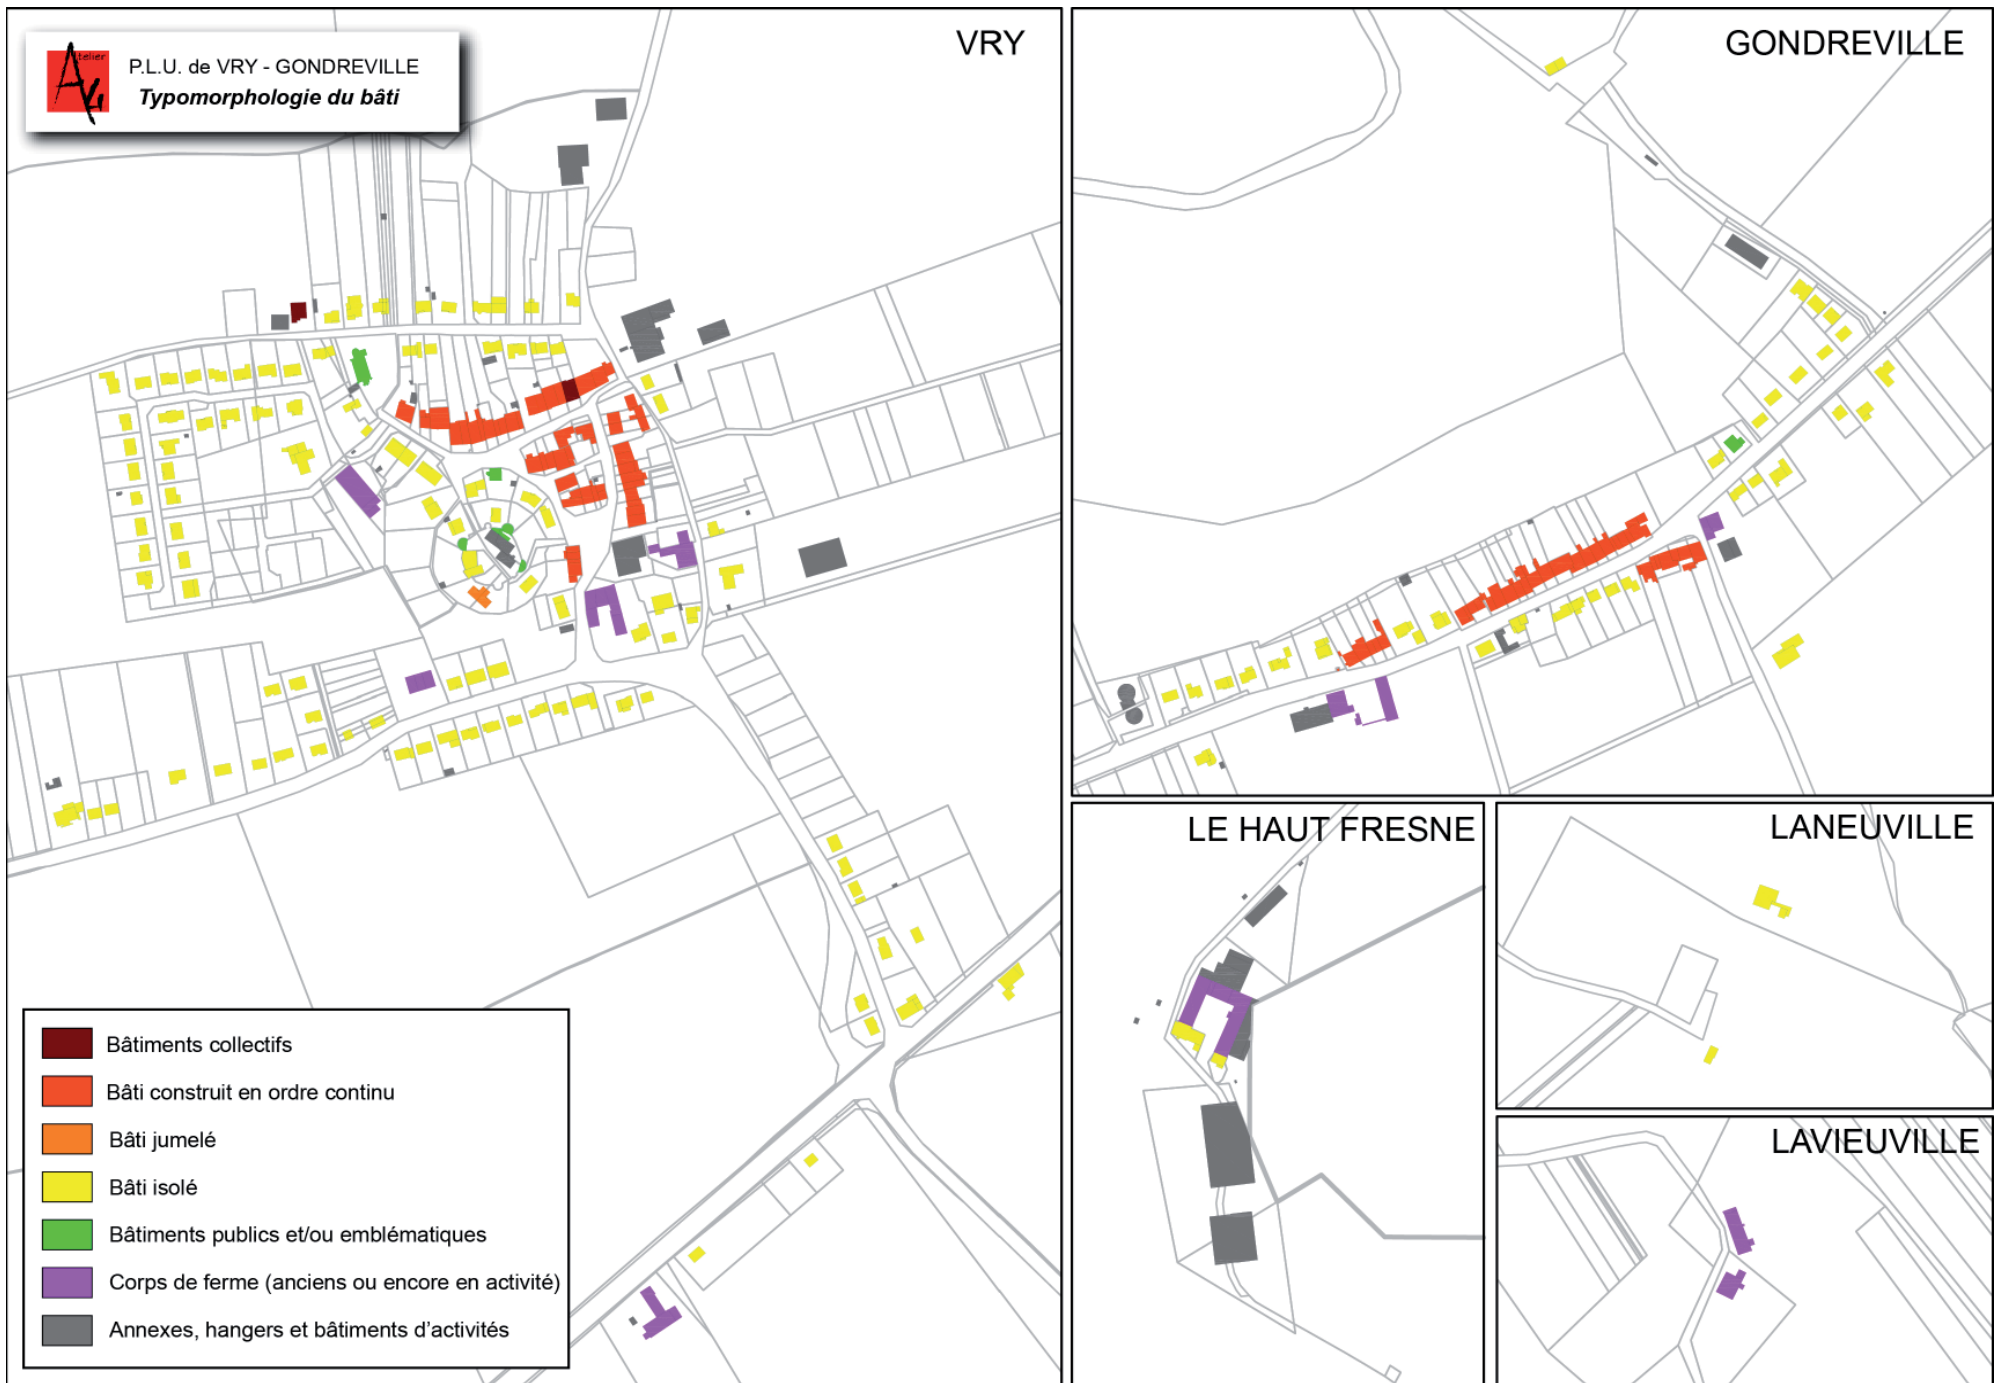 Atelier
AVI
P.L.U. de VRY - GONDREVILLE
Typomorphologie du bâti
VRY
GONDREVILLE
LE HAUT FRESNE
LANEUVILLE
LAVIEUVILLE
Bâtiments collectifs
Bâti construit en ordre continu
Bâti jumelé
Bâti isolé
Bâtiments publics et/ou emblématiques
Corps de ferme (anciens ou encore en activité)
Annexes, hangers et bâtiments d'activités